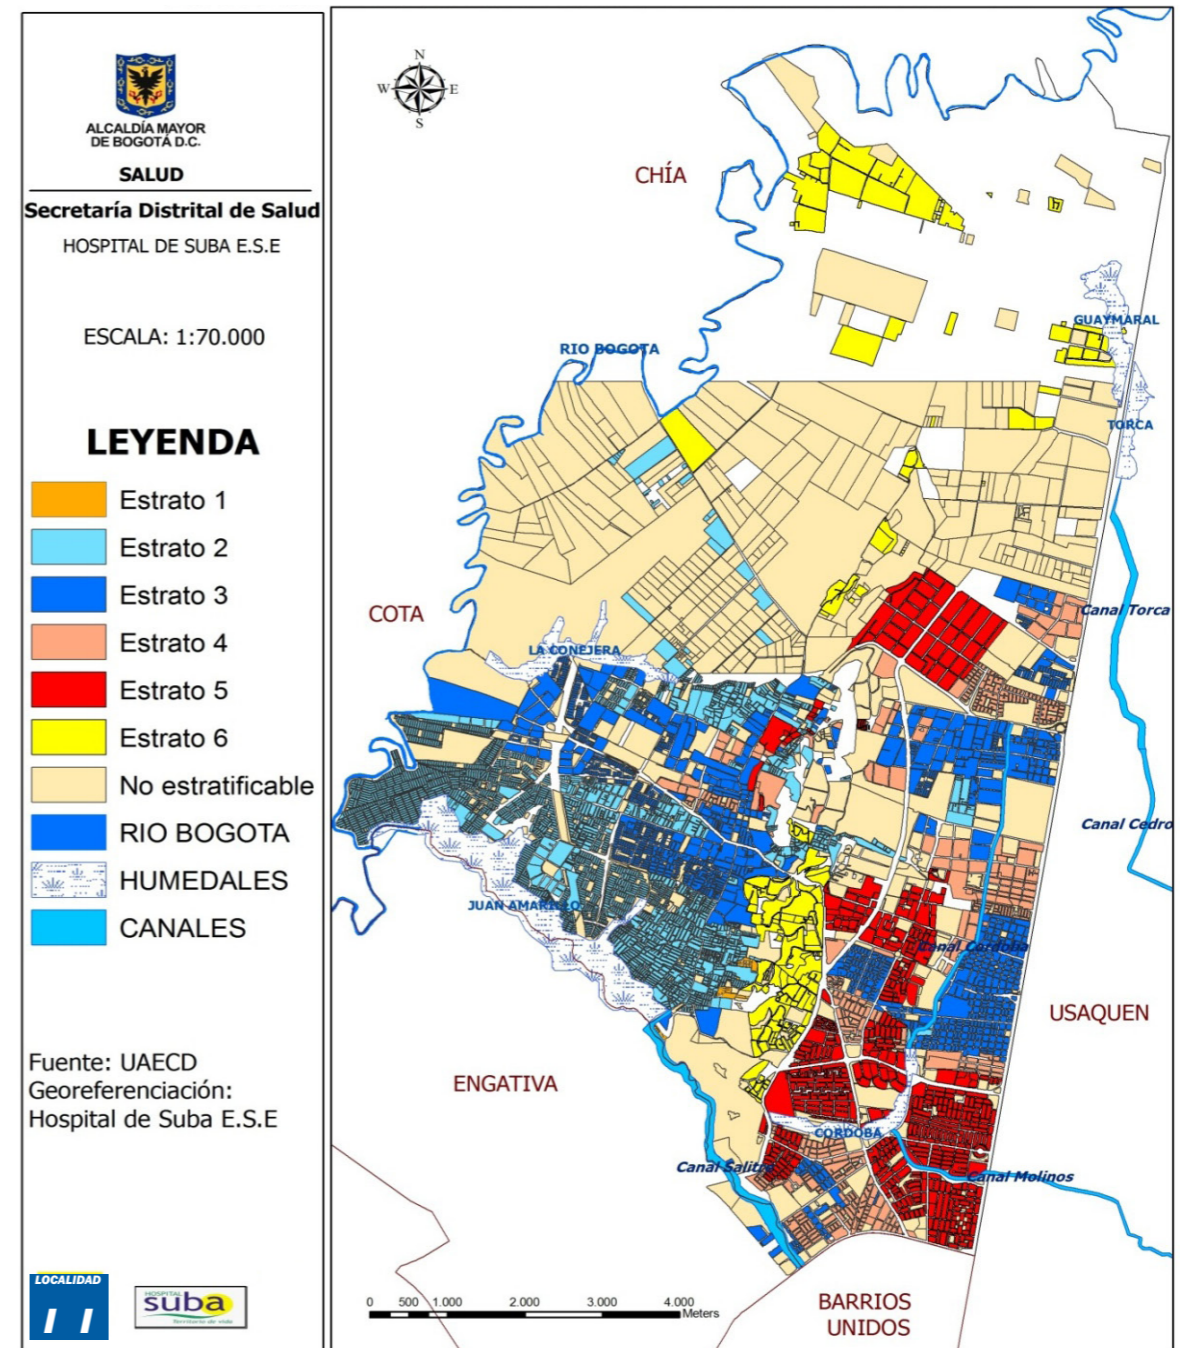 ALCALDÍA MAYOR
DE BOGOTÁ D.C.
SALUD
Secretaría Distrital de Salud
HOSPITAL DE SUBA E.S.E
ESCALA: 1:70.000
LEYENDA
Estrato 1
Estrato 2
Estrato 3
Estrato 4
Estrato 5
Estrato 6
No estratificable
RIO BOGOTA
HUMEDALES
CANALES
Fuente: UAECD
Georeferenciación:
Hospital de Suba E.S.E
LOCALIDAD
11
HOSPITAL
suba
Territorio de vida
N
W
E
S
CHÍA
GUAYMARAL
RIO BOGOTA
TORCA
Canal Torca
COTA
LA CONEJERA
Canal Cedro
JUAN AMARILLO
Canal Cordoba
USAQUEN
ENGATIVA
CORDOBA
Canal Salitre
Canal Molinos
0 500 1.000 2.000 3.000 4.000
Meters
BARRIOS
UNIDOS